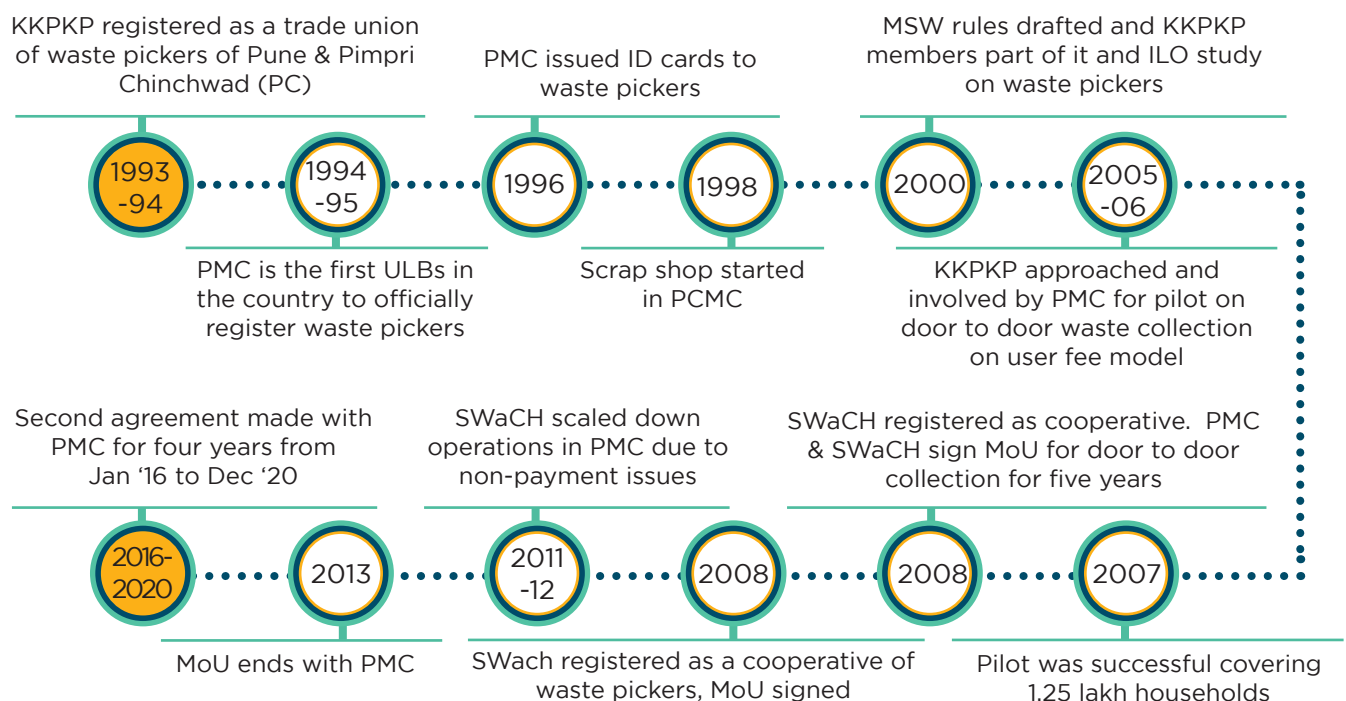 KKPKP registered as a trade union
of waste pickers of Pune & Pimpri
Chinchwad (PC)
1993
-94
1994
-95
PMC is the first ULBs in
the country to officially
register waste pickers
PMC issued ID cards to
waste pickers
1996
1998
Scrap shop started
in PCMC
MSW rules drafted and KKPKP
members part of it and ILO study
on waste pickers
2000
2005
-06
KKPKP approached and
involved by PMC for pilot on
door to door waste collection
on user fee model
2007
Pilot was successful covering
1.25 lakh households
SWaCH registered as cooperative. PMC
& SWaCH sign MoU for door to door
collection for five years
2008
2008
SWach registered as a cooperative of
waste pickers, MoU signed
SWaCH scaled down
operations in PMC due to
non-payment issues
2011
-12
2013
MoU ends with PMC
Second agreement made with
PMC for four years from
Jan ‘16 to Dec ‘20
2016-
2020